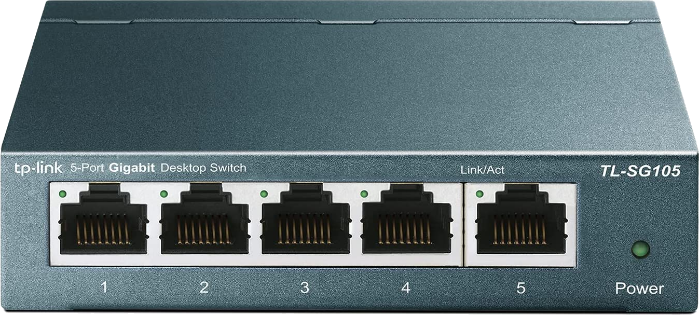 tp-link 5-Port Gigabit Desktop Switch Link/Act TL-SG105
1 2 3 4 5 Power